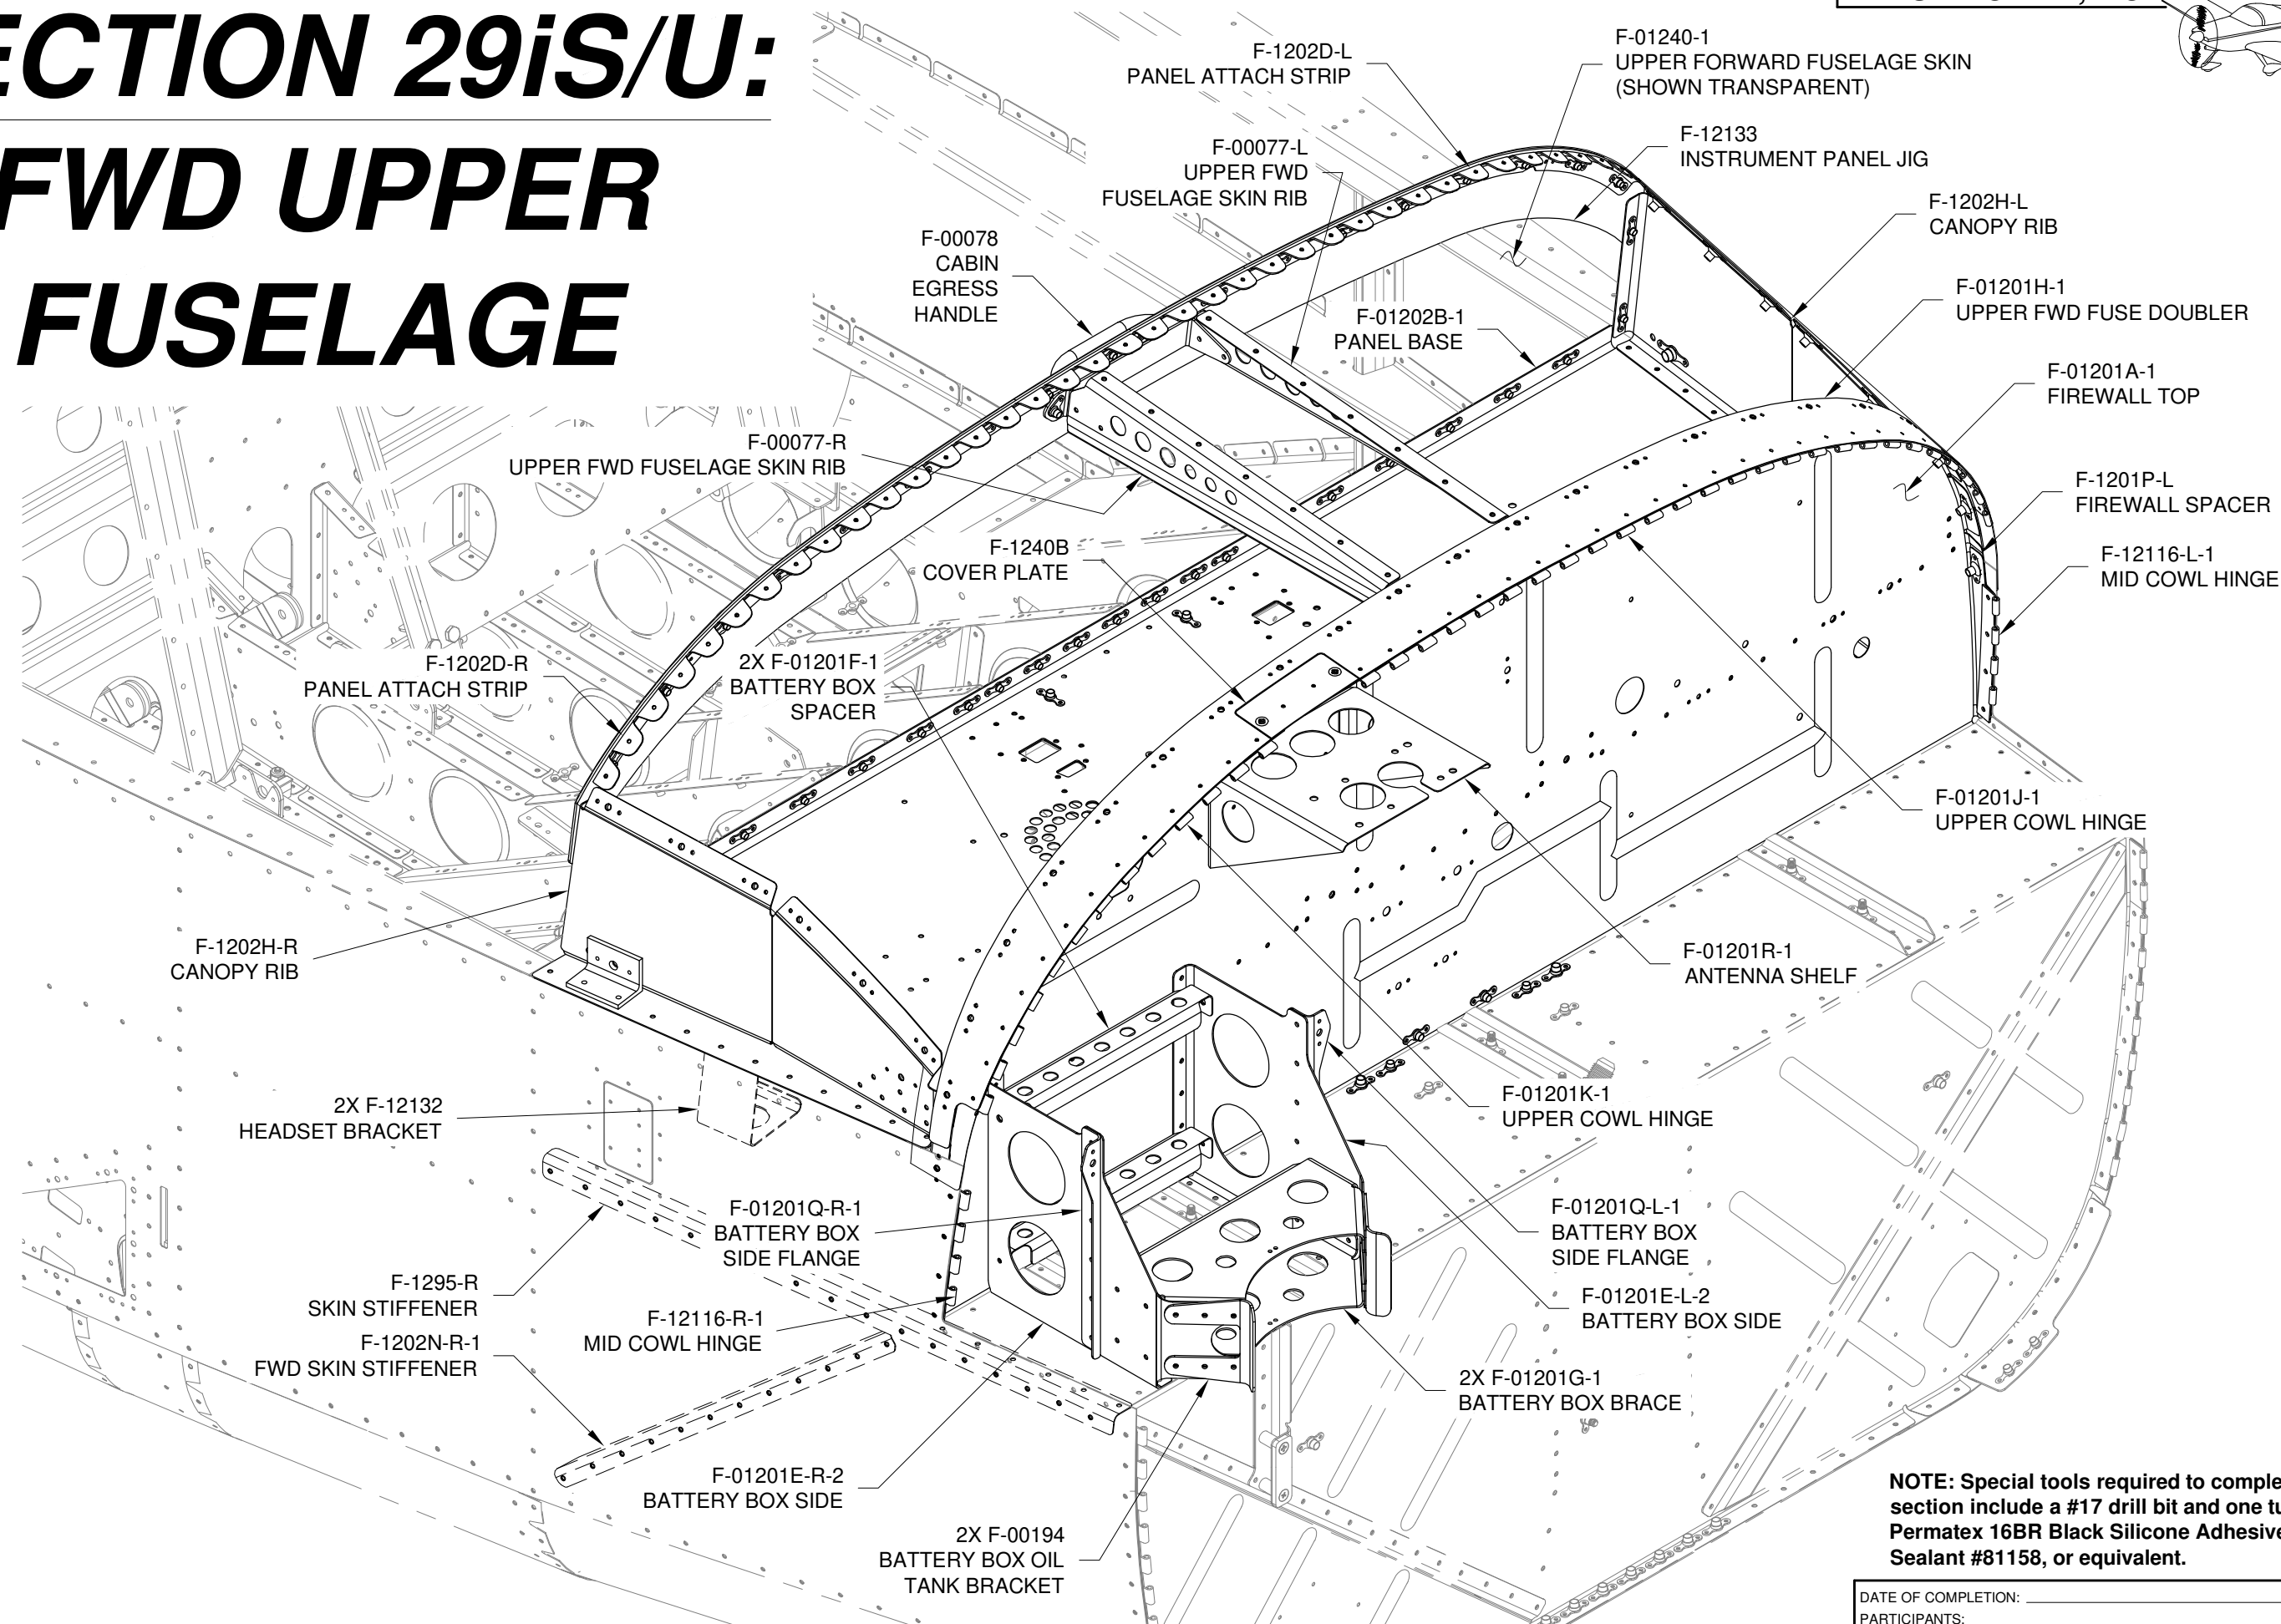 ECTION 29iS/U:
FWD UPPER
FUSELAGE
F-1202D-L
PANEL ATTACH STRIP
F-01240-1
UPPER FORWARD FUSELAGE SKIN
(SHOWN TRANSPARENT)
F-00077-L
UPPER FWD
FUSELAGE SKIN RIB
F-12133
INSTRUMENT PANEL JIG
F-1202H-L
CANOPY RIB
F-00078
CABIN
EGRESS
HANDLE
F-01202B-1
PANEL BASE
F-01201H-1
UPPER FWD FUSE DOUBLER
F-01201A-1
FIREWALL TOP
F-00077-R
UPPER FWD FUSELAGE SKIN RIB
F-1201P-L
FIREWALL SPACER
F-1240B
COVER PLATE
F-12116-L-1
MID COWL HINGE
F-1202D-R
PANEL ATTACH STRIP
2X F-01201F-1
BATTERY BOX
SPACER
F-01201J-1
UPPER COWL HINGE
F-1202H-R
CANOPY RIB
F-01201R-1
ANTENNA SHELF
2X F-12132
HEADSET BRACKET
F-01201K-1
UPPER COWL HINGE
F-01201Q-R-1
BATTERY BOX
SIDE FLANGE
F-01201Q-L-1
BATTERY BOX
SIDE FLANGE
F-1295-R
SKIN STIFFENER
F-12116-R-1
MID COWL HINGE
F-01201E-L-2
BATTERY BOX SIDE
F-1202N-R-1
FWD SKIN STIFFENER
2X F-01201G-1
BATTERY BOX BRACE
F-01201E-R-2
BATTERY BOX SIDE
2X F-00194
BATTERY BOX OIL
TANK BRACKET
NOTE: Special tools required to comple
section include a #17 drill bit and one tu
Permatex 16BR Black Silicone Adhesive
Sealant #81158, or equivalent.
DATE OF COMPLETION:
PARTICIPANTS: